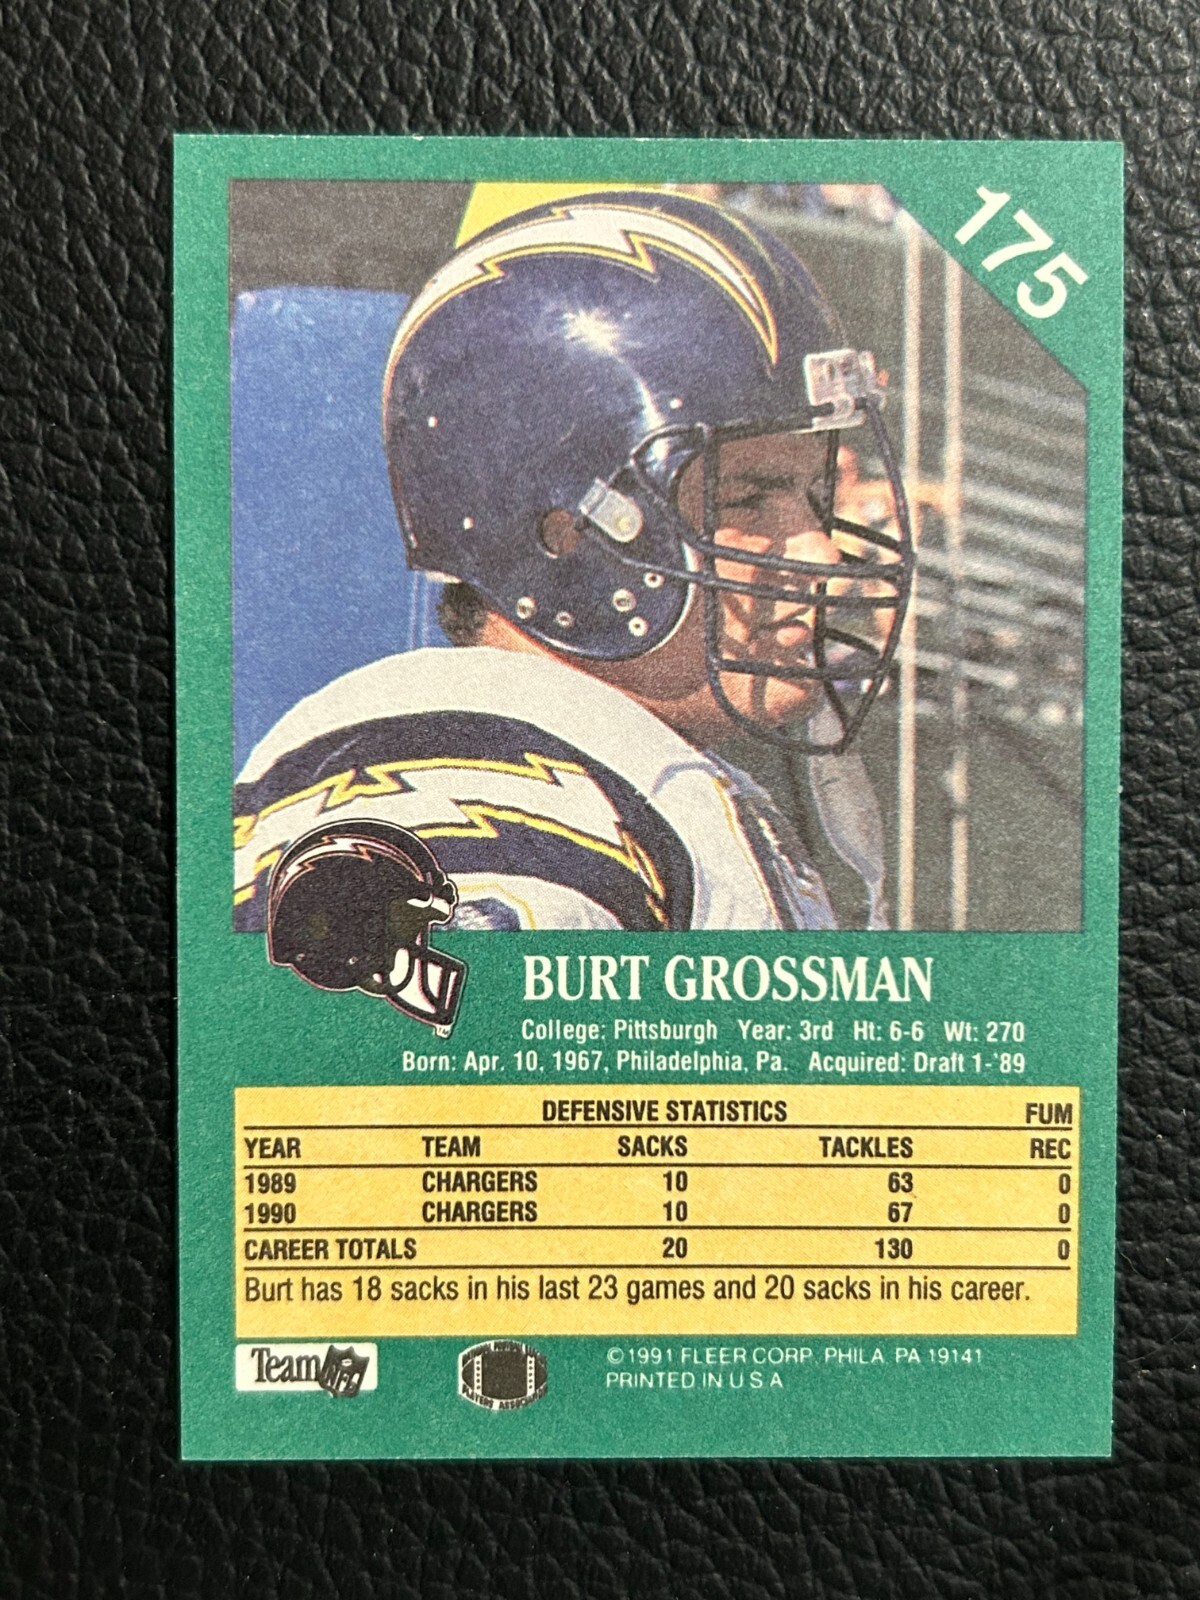 175
BURT GROSSMAN
College: Pittsburgh Year: 3rd Ht: 6-6 Wt: 270
Born: Apr. 10, 1967, Philadelphia, Pa. Acquired: Draft 1-'89
DEFENSIVE STATISTICS FUM
YEAR TEAM SACKS TACKLES REC
1989 CHARGERS 10 63 0
1990 CHARGERS 10 67 0
CAREER TOTALS 20 130 0
Burt has 18 sacks in his last 23 games and 20 sacks in his career.
Team NFL
PLAYERS ASSOCIATION
©1991 FLEER CORP. PHILA. PA 19141
PRINTED IN U S A